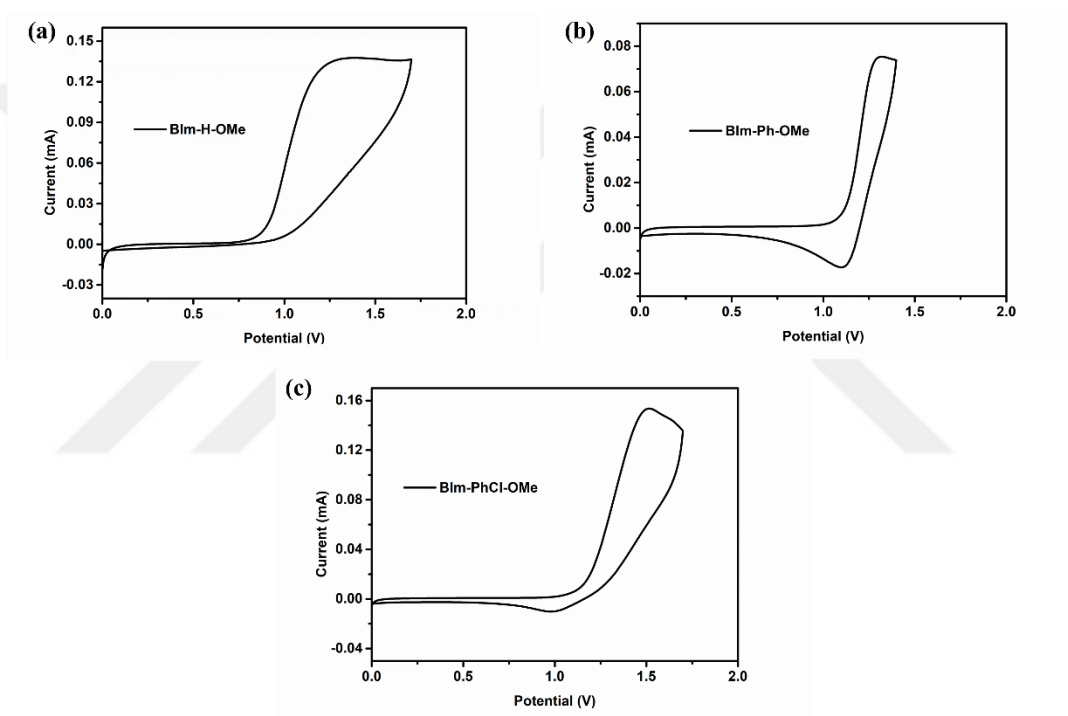 (a)
0.15
0.12
0.09
0.06
0.03
0.00
-0.03
Current (mA)
BIm-H-OMe
0.0 0.5 1.0 1.5 2.0
Potential (V)
(b)
0.08
0.06
0.04
0.02
0.00
-0.02
Current (mA)
BIm-Ph-OMe
0.0 0.5 1.0 1.5 2.0
Potential (V)
(c)
0.16
0.12
0.08
0.04
0.00
-0.04
Current (mA)
BIm-PhCl-OMe
0.0 0.5 1.0 1.5 2.0
Potential (V)